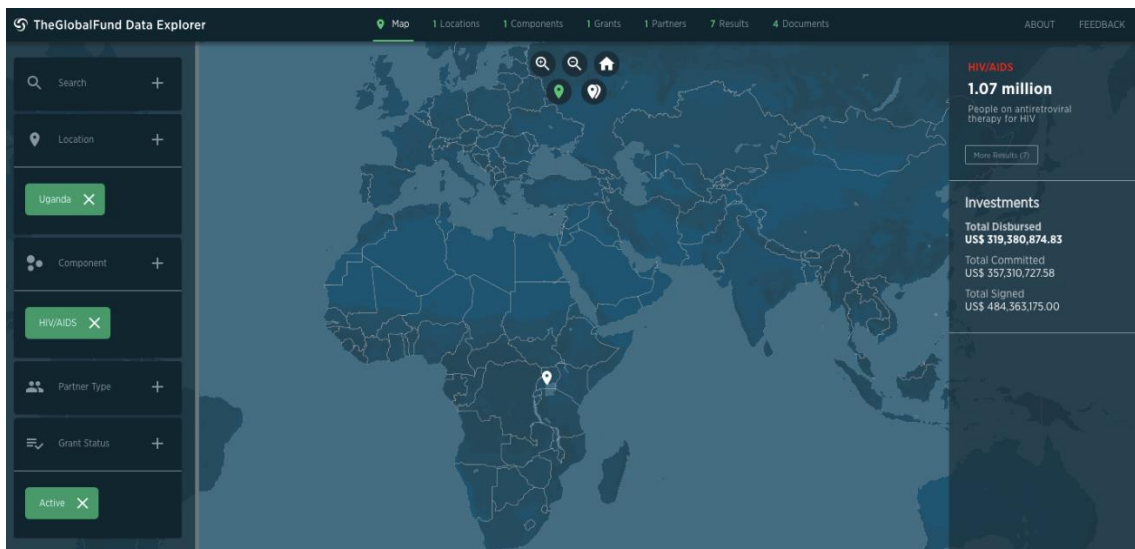 TheGlobalFund Data Explorer
Map
1 Locations
1 Components
1 Grants
1 Partners
7 Results
4 Documents
ABOUT
FEEDBACK
Search
Location
Uganda
Component
HIV/AIDS
Partner Type
Grant Status
Active
HIV/AIDS
1.07 million
People on antiretroviral
therapy for HIV
More Results (7)
Investments
Total Disbursed
US$ 319,380,874.83
Total Committed
US$ 357,310,727.58
Total Signed
US$ 484,363,175.00